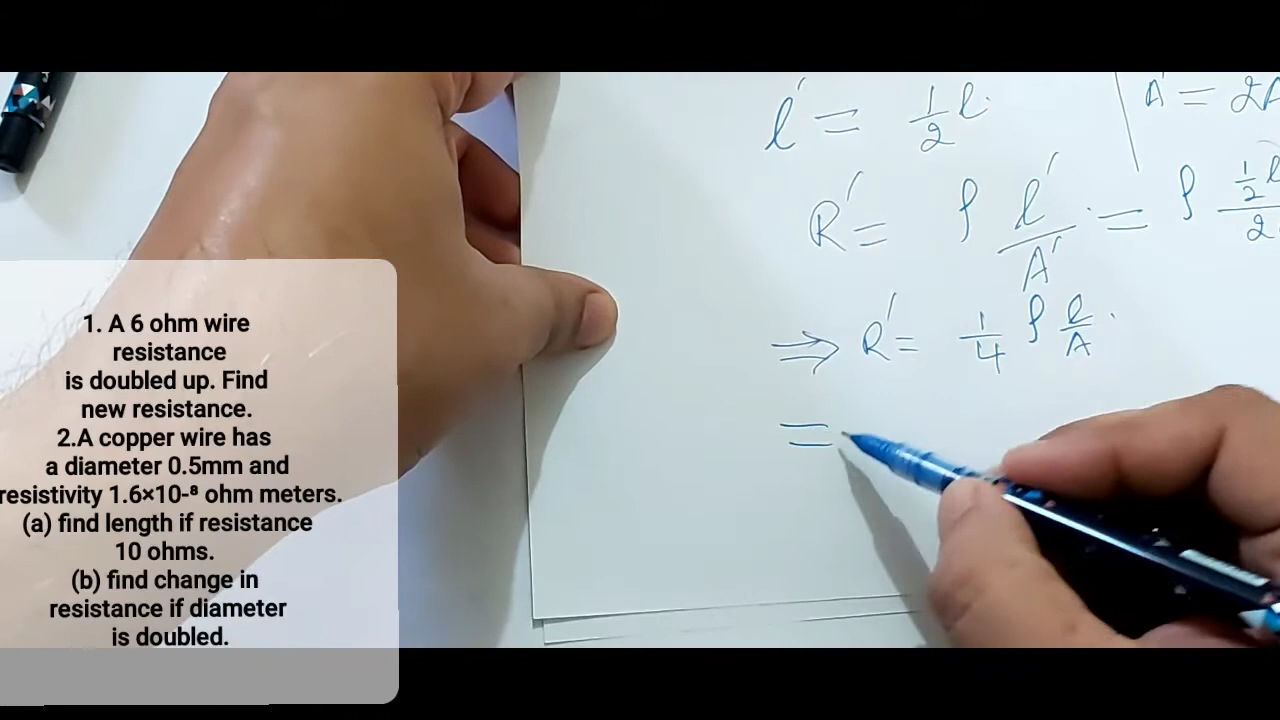 l' = 1/2 l
A' = 2A
R' = ρ l'/A' = ρ 1/2 l / 2
⇒ R' = 1/4 ρ l/A
=
1. A 6 ohm wire
resistance
is doubled up. Find
new resistance.
2.A copper wire has
a diameter 0.5mm and
resistivity 1.6×10-⁸ ohm meters.
(a) find length if resistance
10 ohms.
(b) find change in
resistance if diameter
is doubled.